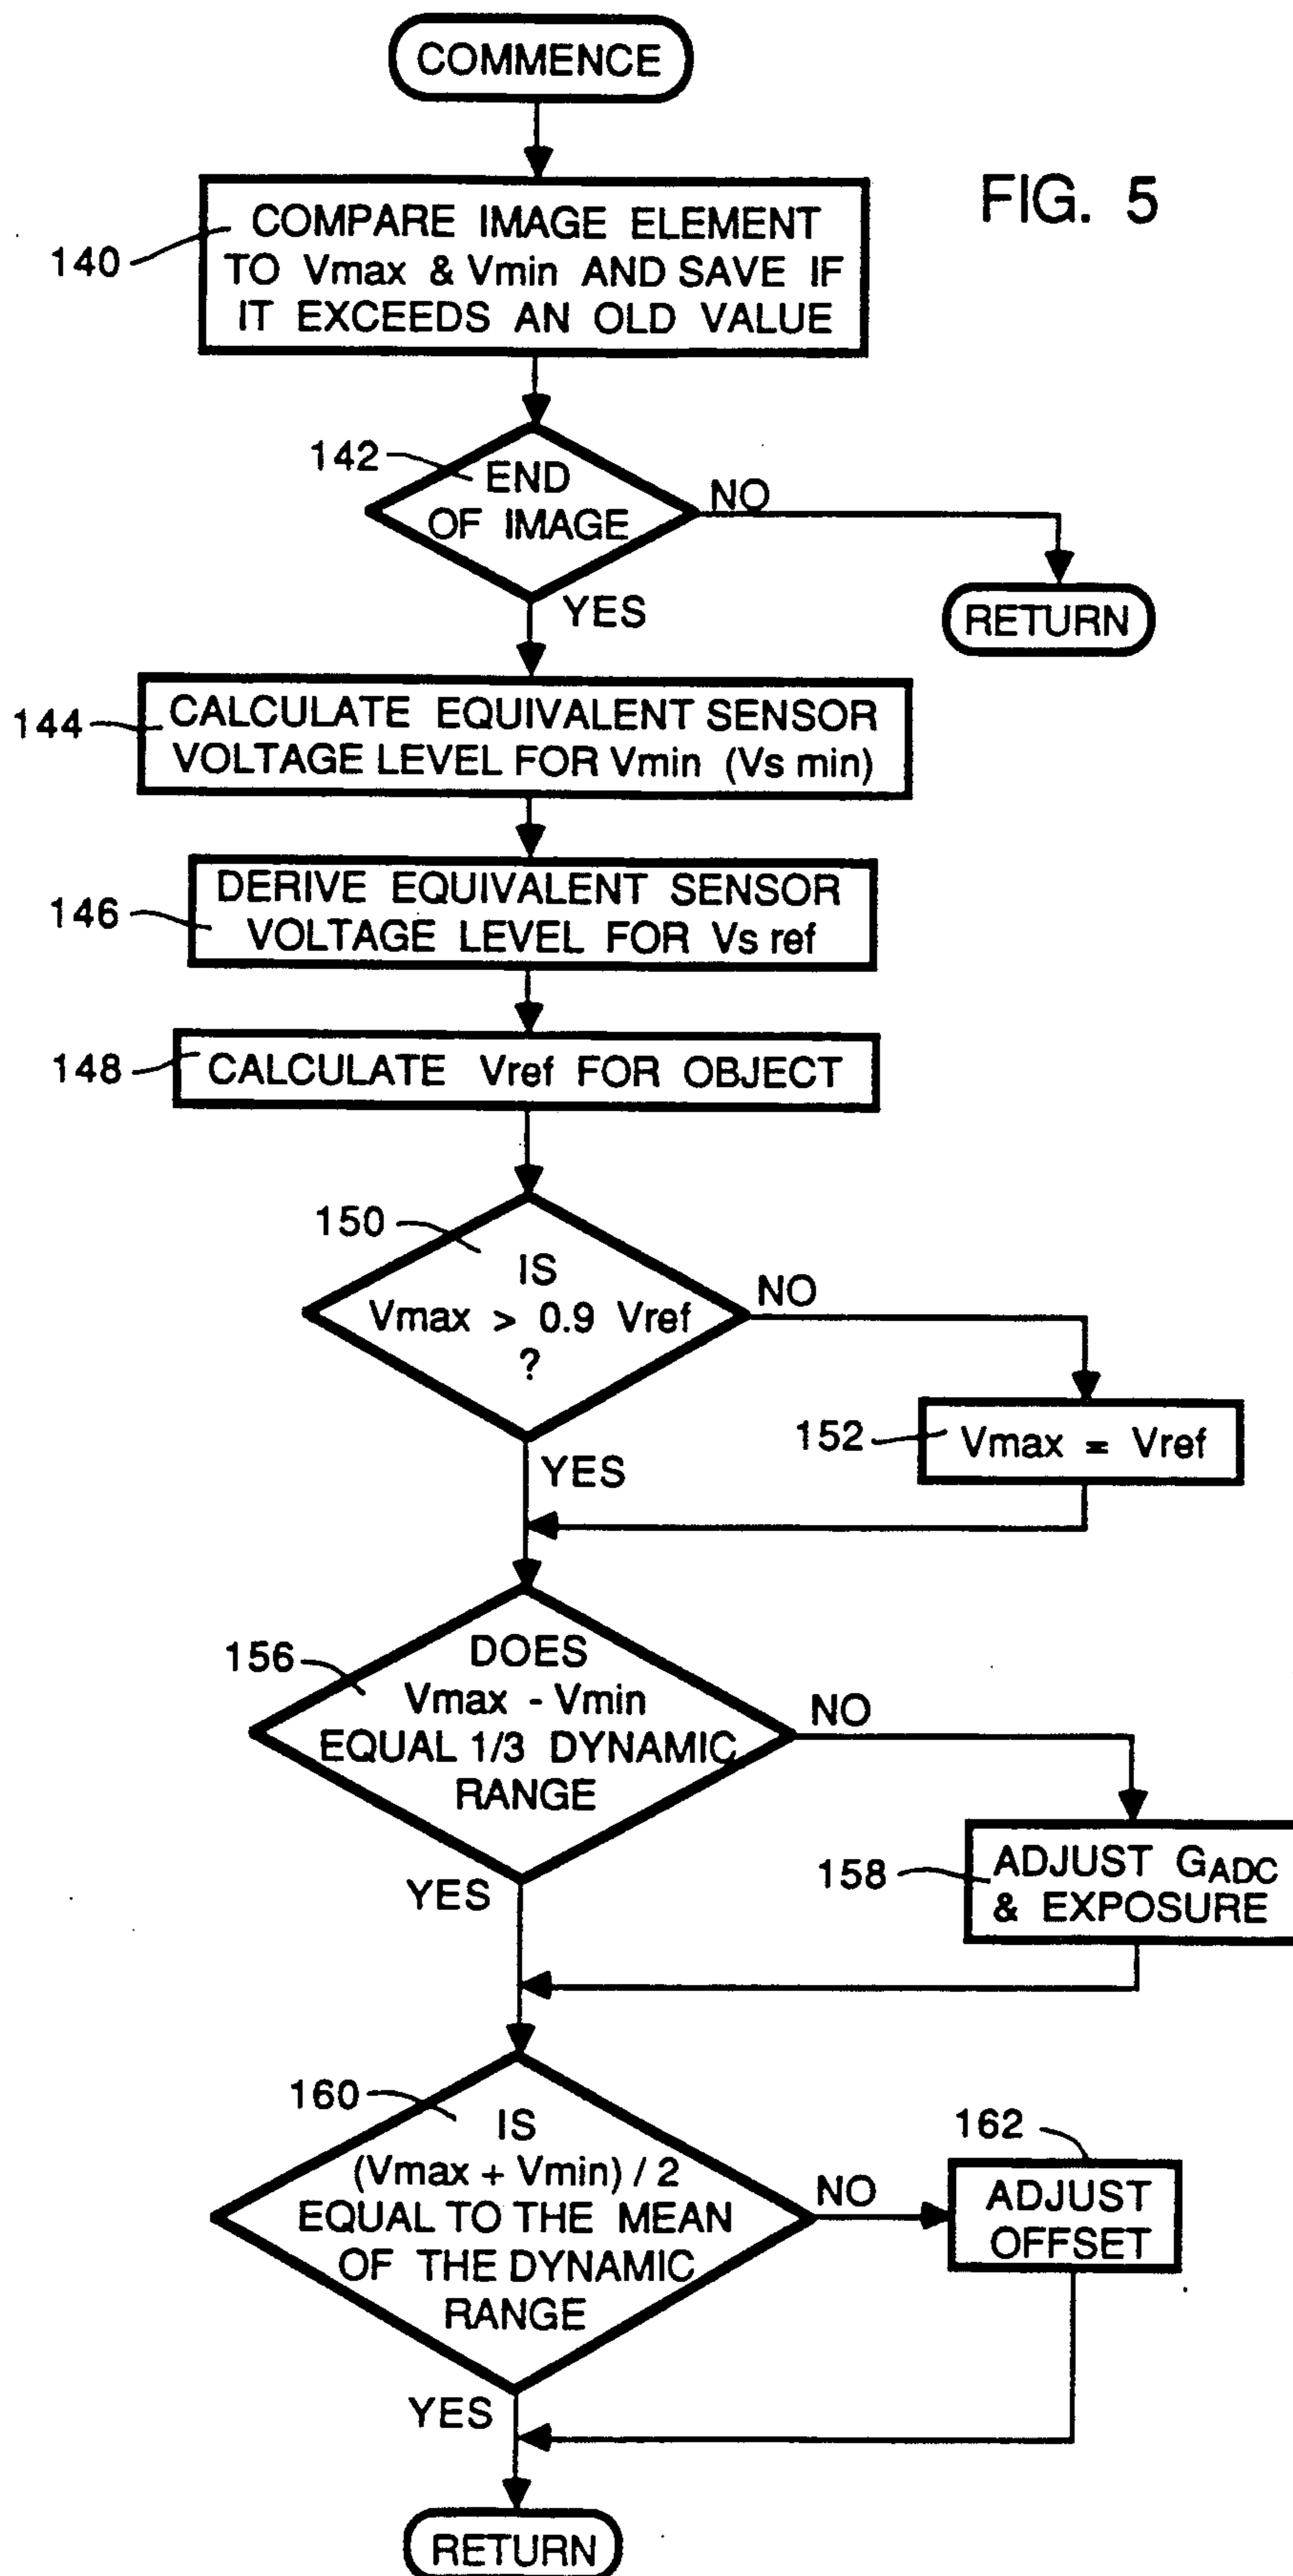 COMMENCE
FIG. 5
140
COMPARE IMAGE ELEMENT
TO Vmax & Vmin AND SAVE IF
IT EXCEEDS AN OLD VALUE
142
END
OF IMAGE
NO
RETURN
YES
144
CALCULATE EQUIVALENT SENSOR
VOLTAGE LEVEL FOR Vmin (Vs min)
146
DERIVE EQUIVALENT SENSOR
VOLTAGE LEVEL FOR Vs ref
148
CALCULATE Vref FOR OBJECT
150
IS
Vmax > 0.9 Vref
?
NO
152
Vmax = Vref
YES
156
DOES
Vmax - Vmin
EQUAL 1/3 DYNAMIC
RANGE
NO
158
ADJUST GADC
& EXPOSURE
YES
160
IS
(Vmax + Vmin) / 2
EQUAL TO THE MEAN
OF THE DYNAMIC
RANGE
NO
162
ADJUST
OFFSET
YES
RETURN